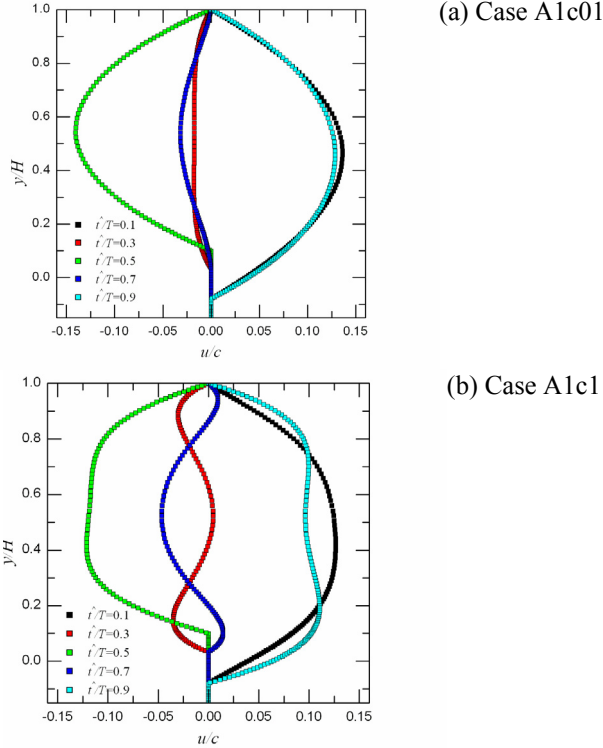 (a) Case A1c01
1.0
0.8
0.6
0.4
0.2
0.0
y/H
t^/T=0.1
t^/T=0.3
t^/T=0.5
t^/T=0.7
t^/T=0.9
-0.15 -0.10 -0.05 0.00 0.05 0.10 0.15
u/c
(b) Case A1c1
1.0
0.8
0.6
0.4
0.2
0.0
y/H
t^/T=0.1
t^/T=0.3
t^/T=0.5
t^/T=0.7
t^/T=0.9
-0.15 -0.10 -0.05 0.00 0.05 0.10 0.15
u/c